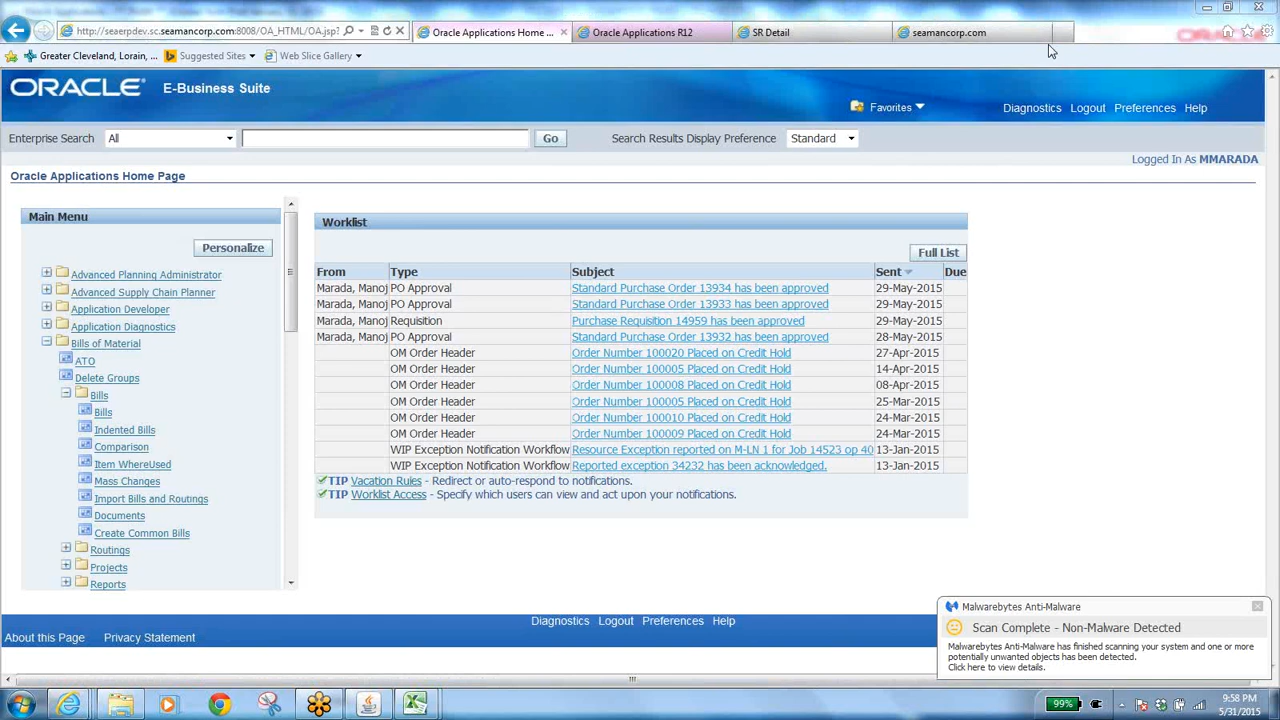 http://seaerpdev.sc.seamancorp.com:8008/OA_HTML/OA.jsp?
Oracle Applications Home ...
Oracle Applications R12
SR Detail
seamancorp.com
Greater Cleveland, Lorain, ...
Suggested Sites
Web Slice Gallery
ORACLE
E-Business Suite
Favorites
Diagnostics Logout Preferences Help
Enterprise Search All Go Search Results Display Preference Standard
Logged In As MMARADA
Oracle Applications Home Page
Main Menu
Personalize
Advanced Planning Administrator
Advanced Supply Chain Planner
Application Developer
Application Diagnostics
Bills of Material
ATO
Delete Groups
Bills
Bills
Indented Bills
Comparison
Item WhereUsed
Mass Changes
Import Bills and Routings
Documents
Create Common Bills
Routings
Projects
Reports
Worklist
Full List
From Type Subject Sent Due
Marada, Manoj PO Approval Standard Purchase Order 13934 has been approved 29-May-2015
Marada, Manoj PO Approval Standard Purchase Order 13933 has been approved 29-May-2015
Marada, Manoj Requisition Purchase Requisition 14959 has been approved 29-May-2015
Marada, Manoj PO Approval Standard Purchase Order 13932 has been approved 28-May-2015
OM Order Header Order Number 100020 Placed on Credit Hold 27-Apr-2015
OM Order Header Order Number 100005 Placed on Credit Hold 14-Apr-2015
OM Order Header Order Number 100008 Placed on Credit Hold 08-Apr-2015
OM Order Header Order Number 100005 Placed on Credit Hold 25-Mar-2015
OM Order Header Order Number 100010 Placed on Credit Hold 24-Mar-2015
OM Order Header Order Number 100009 Placed on Credit Hold 24-Mar-2015
WIP Exception Notification Workflow Resource Exception reported on M-LN 1 for Job 14523 op 40 13-Jan-2015
WIP Exception Notification Workflow Reported exception 34232 has been acknowledged. 13-Jan-2015
TIP Vacation Rules - Redirect or auto-respond to notifications.
TIP Worklist Access - Specify which users can view and act upon your notifications.
Diagnostics Logout Preferences Help
About this Page Privacy Statement
Malwarebytes Anti-Malware
Scan Complete - Non-Malware Detected
Malwarebytes Anti-Malware has finished scanning your system and one or more
potentially unwanted objects has been detected.
Click here to view details.
99%
9:58 PM
5/31/2015